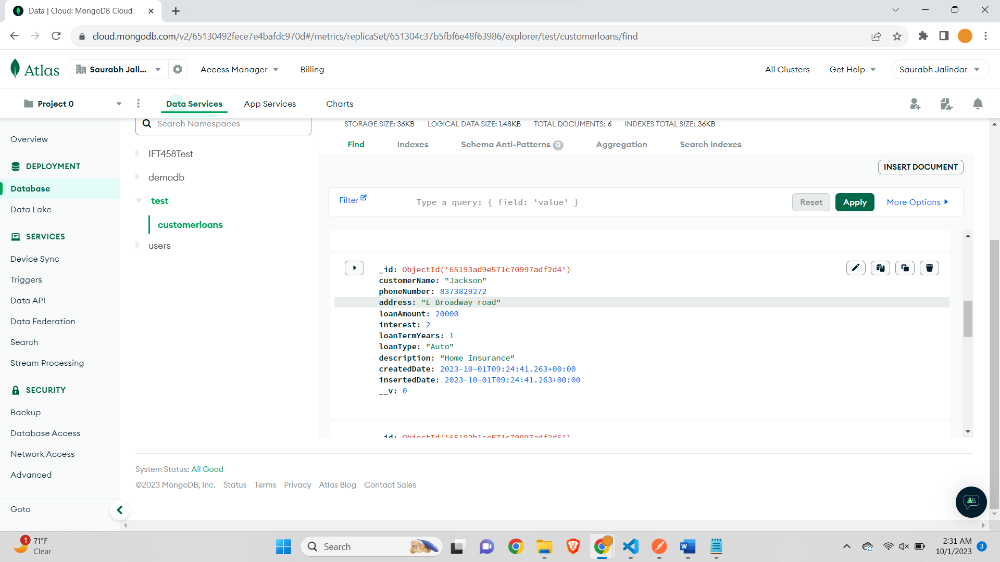 Data | Cloud: MongoDB Cloud
cloud.mongodb.com/v2/65130492fece7e4bafdc970d#/metrics/replicaSet/651304c37b5fbf6e48f63986/explorer/test/customerloans/find
Atlas
Saurabh Jali...
Access Manager
Billing
All Clusters
Get Help
Saurabh Jalindar
Project 0
Data Services
App Services
Charts
Overview
DEPLOYMENT
Database
Data Lake
SERVICES
Device Sync
Triggers
Data API
Data Federation
Search
Stream Processing
SECURITY
Backup
Database Access
Network Access
Advanced
Goto
Search Namespaces
IFT458Test
demodb
test
customerloans
users
STORAGE SIZE: 36KB LOGICAL DATA SIZE: 1.48KB TOTAL DOCUMENTS: 6 INDEXES TOTAL SIZE: 36KB
Find
Indexes
Schema Anti-Patterns 0
Aggregation
Search Indexes
INSERT DOCUMENT
Filter
Type a query: { field: 'value' }
Reset
Apply
More Options
_id: ObjectId('65193ad9e571c70997adf2d4')
customerName: "Jackson"
phoneNumber: 8373829272
address: "E Broadway road"
loanAmount: 20000
interest: 2
loanTermYears: 1
loanType: "Auto"
description: "Home Insurance"
createdDate: 2023-10-01T09:24:41.263+00:00
insertedDate: 2023-10-01T09:24:41.263+00:00
__v: 0
_id: ObjectId('65193b1ce571c70997adf2d6')
System Status: All Good
©2023 MongoDB, Inc. Status Terms Privacy Atlas Blog Contact Sales
1
71°F
Clear
Search
2:31 AM
10/1/2023
3